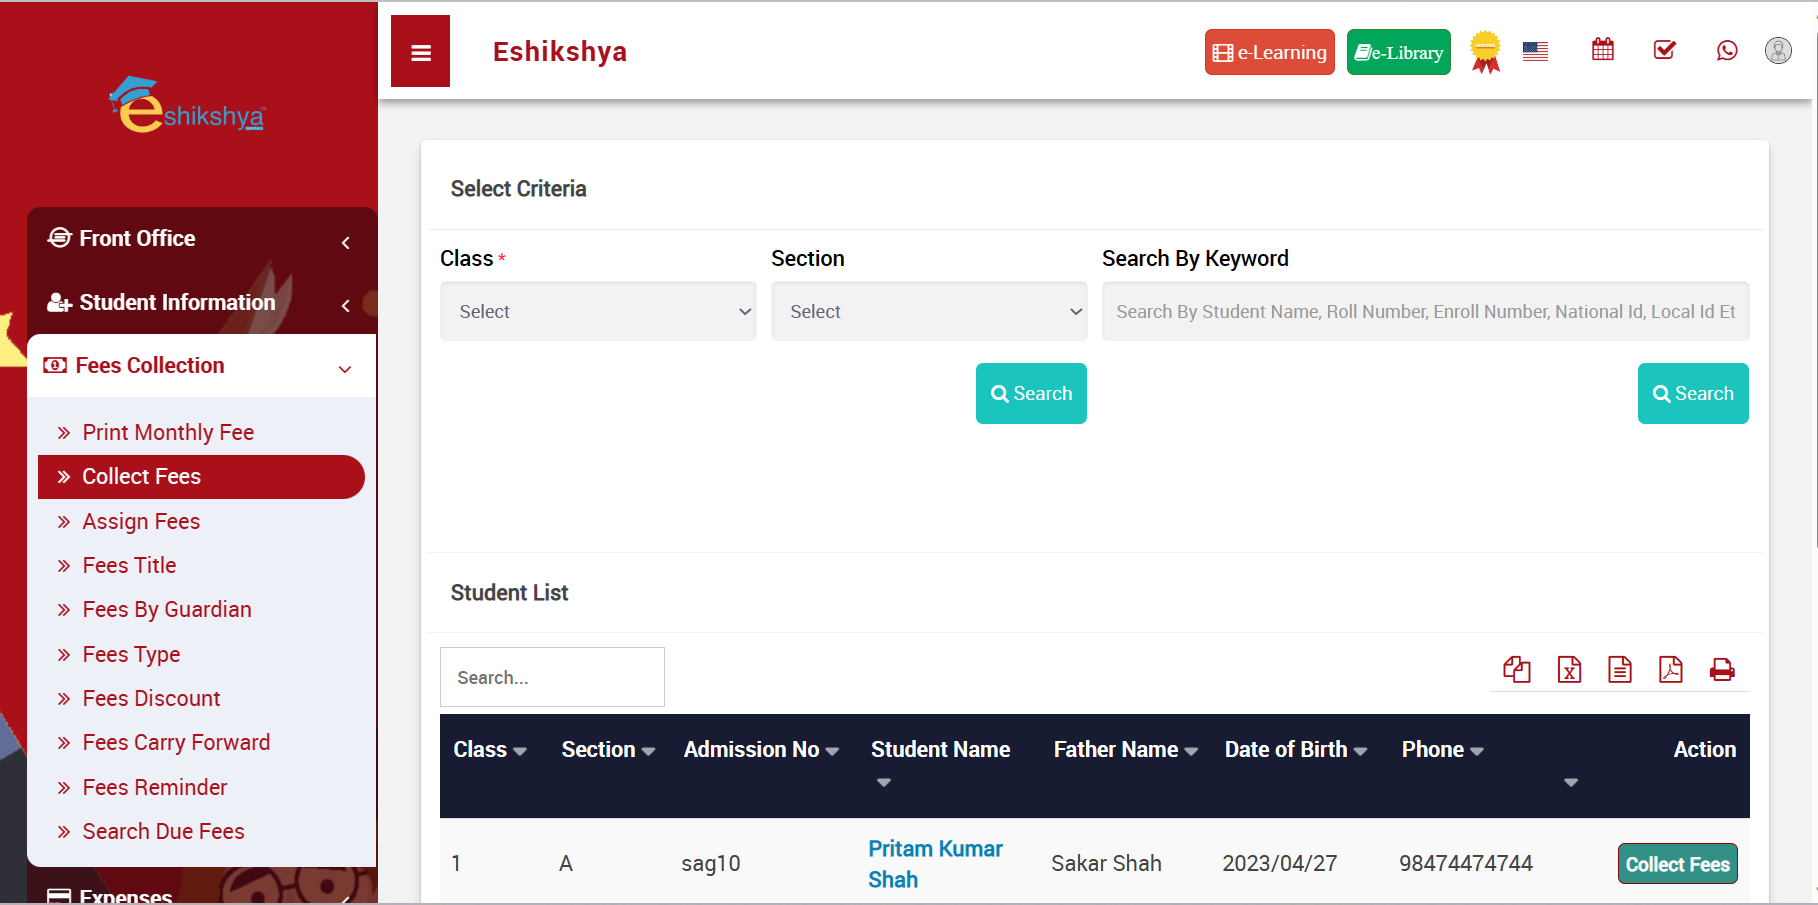 eshikshya
Eshikshya
e-Learning
e-Library
Front Office
Student Information
Fees Collection
Print Monthly Fee
Collect Fees
Assign Fees
Fees Title
Fees By Guardian
Fees Type
Fees Discount
Fees Carry Forward
Fees Reminder
Search Due Fees
Expenses
Select Criteria
Class * Section Search By Keyword
Select Select Search By Student Name, Roll Number, Enroll Number, National Id, Local Id Et
Search Search
Student List
Search...
Class Section Admission No Student Name Father Name Date of Birth Phone Action
1 A sag10 Pritam Kumar Shah Sakar Shah 2023/04/27 98474474744 Collect Fees